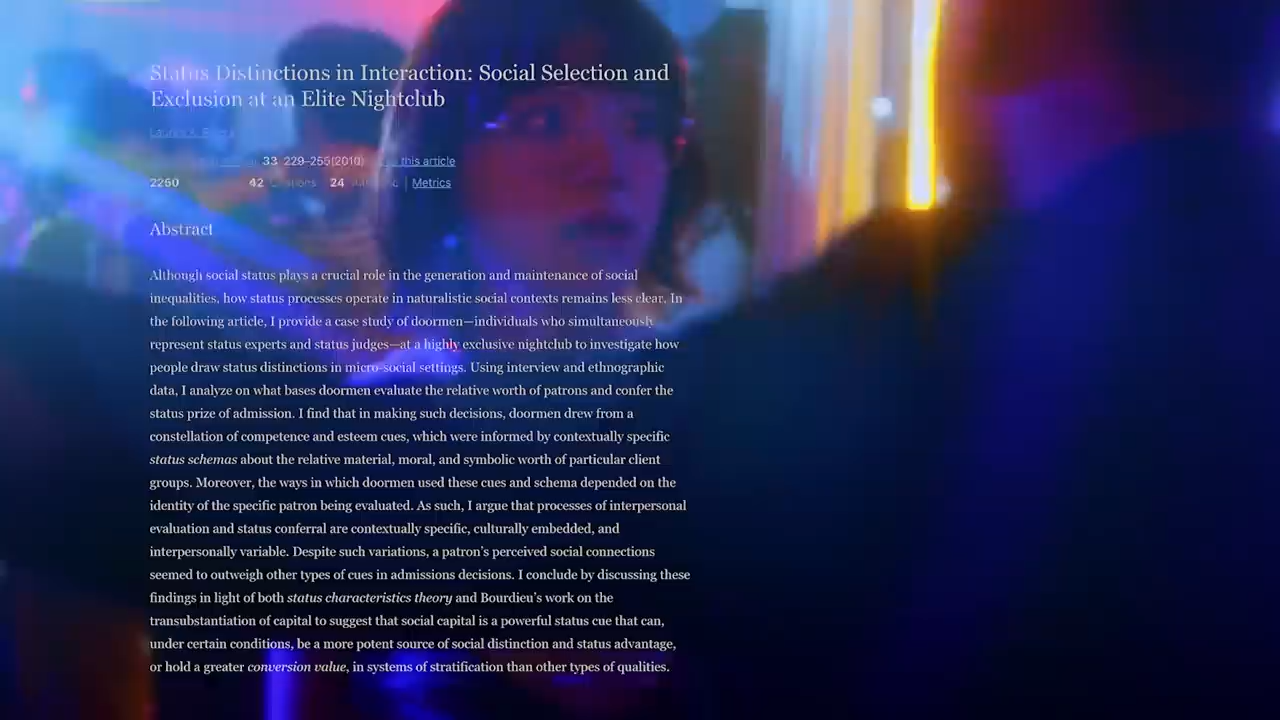 Status Distinctions in Interaction: Social Selection and
Exclusion at an Elite Nightclub
33 229–255(2010) this article
2250 42 Citations 24 | Metrics
Abstract
Although social status plays a crucial role in the generation and maintenance of social
inequalities, how status processes operate in naturalistic social contexts remains less clear. In
the following article, I provide a case study of doormen—individuals who simultaneously
represent status experts and status judges—at a highly exclusive nightclub to investigate how
people draw status distinctions in micro-social settings. Using interview and ethnographic
data, I analyze on what bases doormen evaluate the relative worth of patrons and confer the
status prize of admission. I find that in making such decisions, doormen drew from a
constellation of competence and esteem cues, which were informed by contextually specific
status schemas about the relative material, moral, and symbolic worth of particular client
groups. Moreover, the ways in which doormen used these cues and schema depended on the
identity of the specific patron being evaluated. As such, I argue that processes of interpersonal
evaluation and status conferral are contextually specific, culturally embedded, and
interpersonally variable. Despite such variations, a patron's perceived social connections
seemed to outweigh other types of cues in admissions decisions. I conclude by discussing these
findings in light of both status characteristics theory and Bourdieu's work on the
transubstantiation of capital to suggest that social capital is a powerful status cue that can,
under certain conditions, be a more potent source of social distinction and status advantage,
or hold a greater conversion value, in systems of stratification than other types of qualities.